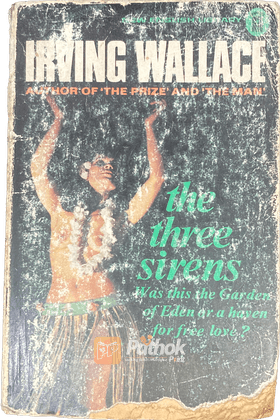 NEW ENGLISH LIBRARY
IRVING WALLACE
AUTHOR OF 'THE PRIZE' AND 'THE MAN'
the
three
sirens
Was this the Garden
of Eden or a haven
for free love?
Pathok
Point